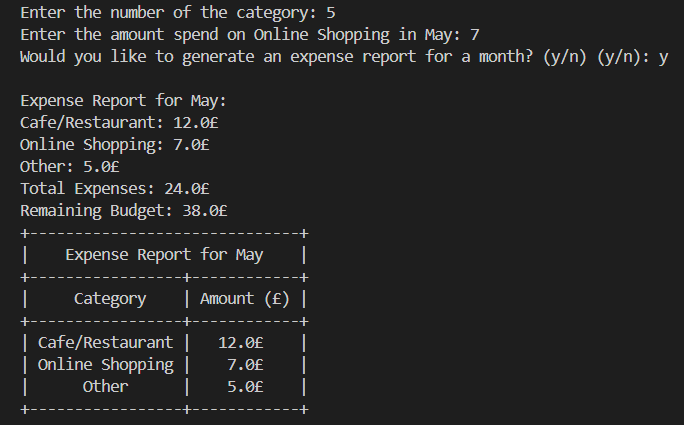 Enter the number of the category: 5
Enter the amount spend on Online Shopping in May: 7
Would you like to generate an expense report for a month? (y/n) (y/n): y

Expense Report for May:
Cafe/Restaurant: 12.0£
Online Shopping: 7.0£
Other: 5.0£
Total Expenses: 24.0£
Remaining Budget: 38.0£
+------------------------------+
|    Expense Report for May    |
+-----------------+------------+
|     Category    | Amount (£) |
+-----------------+------------+
| Cafe/Restaurant |   12.0£    |
| Online Shopping |    7.0£    |
|      Other      |    5.0£    |
+-----------------+------------+